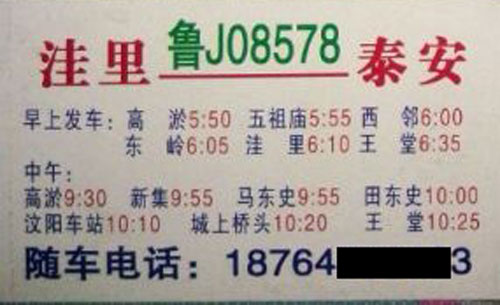 洼里 鲁J08578 泰安
早上发车：高 淤5:50 五祖庙5:55 西 邻6:00
东 岭6:05 洼 里6:10 王 堂6:35
中午：
高淤9:30 新集9:55 马东史9:55 田东史10:00
汶阳车站10:10 城上桥头10:20 王 堂10:25
随车电话：18764 3